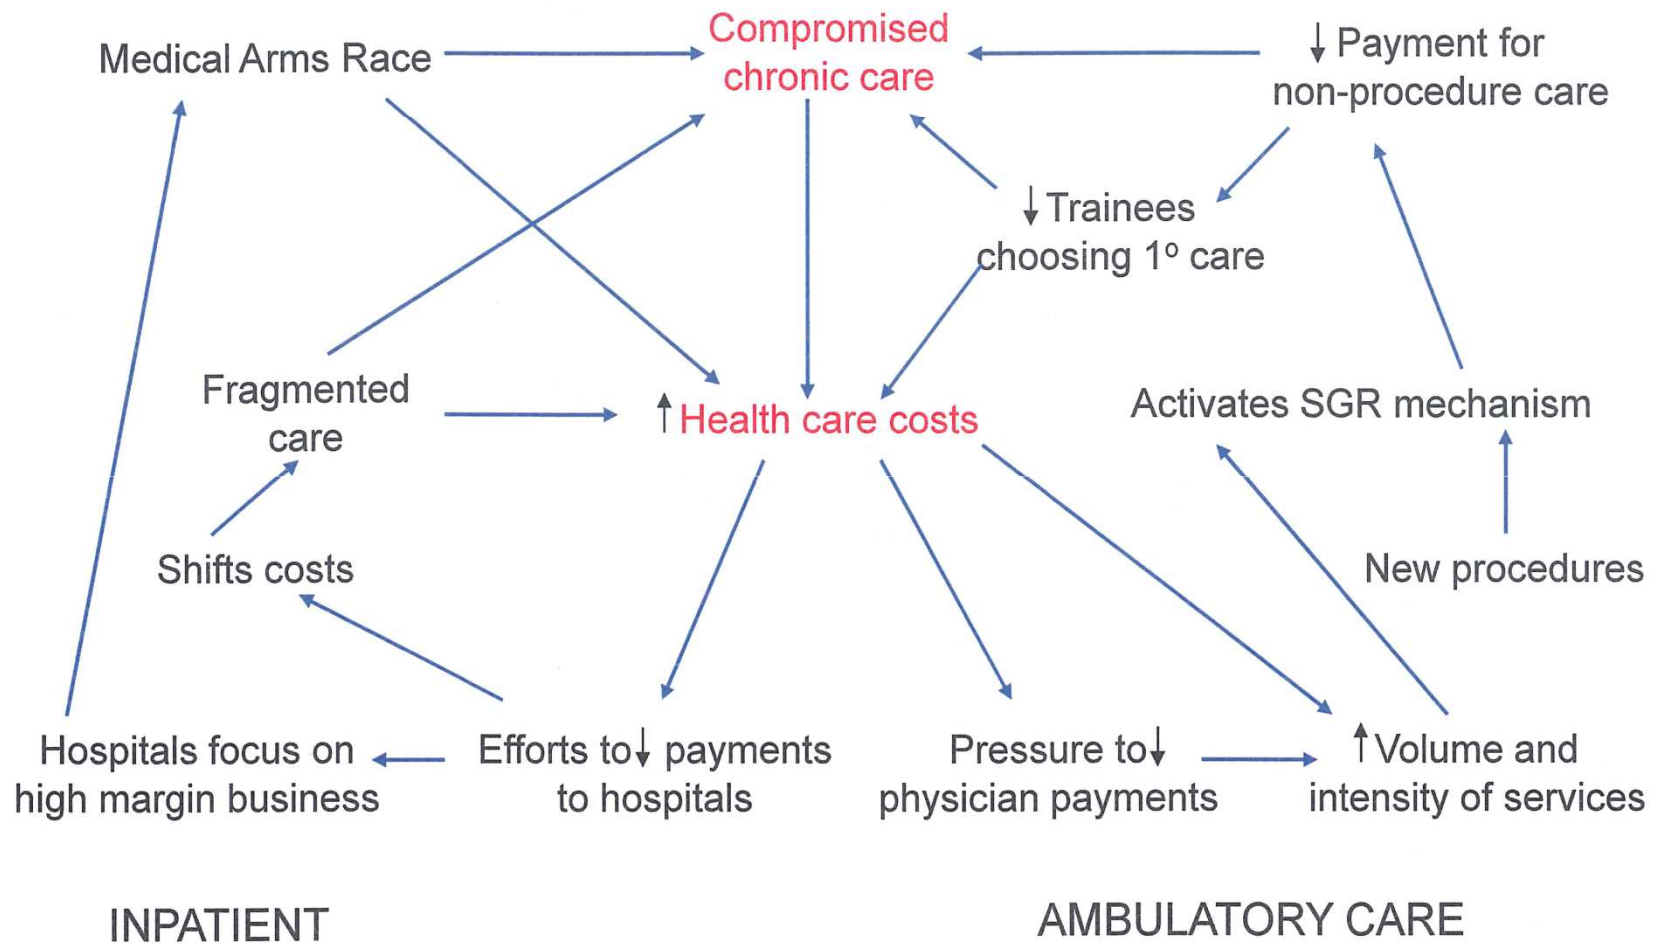 Medical Arms Race
Compromised
chronic care
↓ Payment for
non-procedure care
↓ Trainees
choosing 1º care
Fragmented
care
↑ Health care costs
Activates SGR mechanism
Shifts costs
New procedures
Hospitals focus on
high margin business
Efforts to ↓ payments
to hospitals
Pressure to ↓
physician payments
↑ Volume and
intensity of services
INPATIENT
AMBULATORY CARE